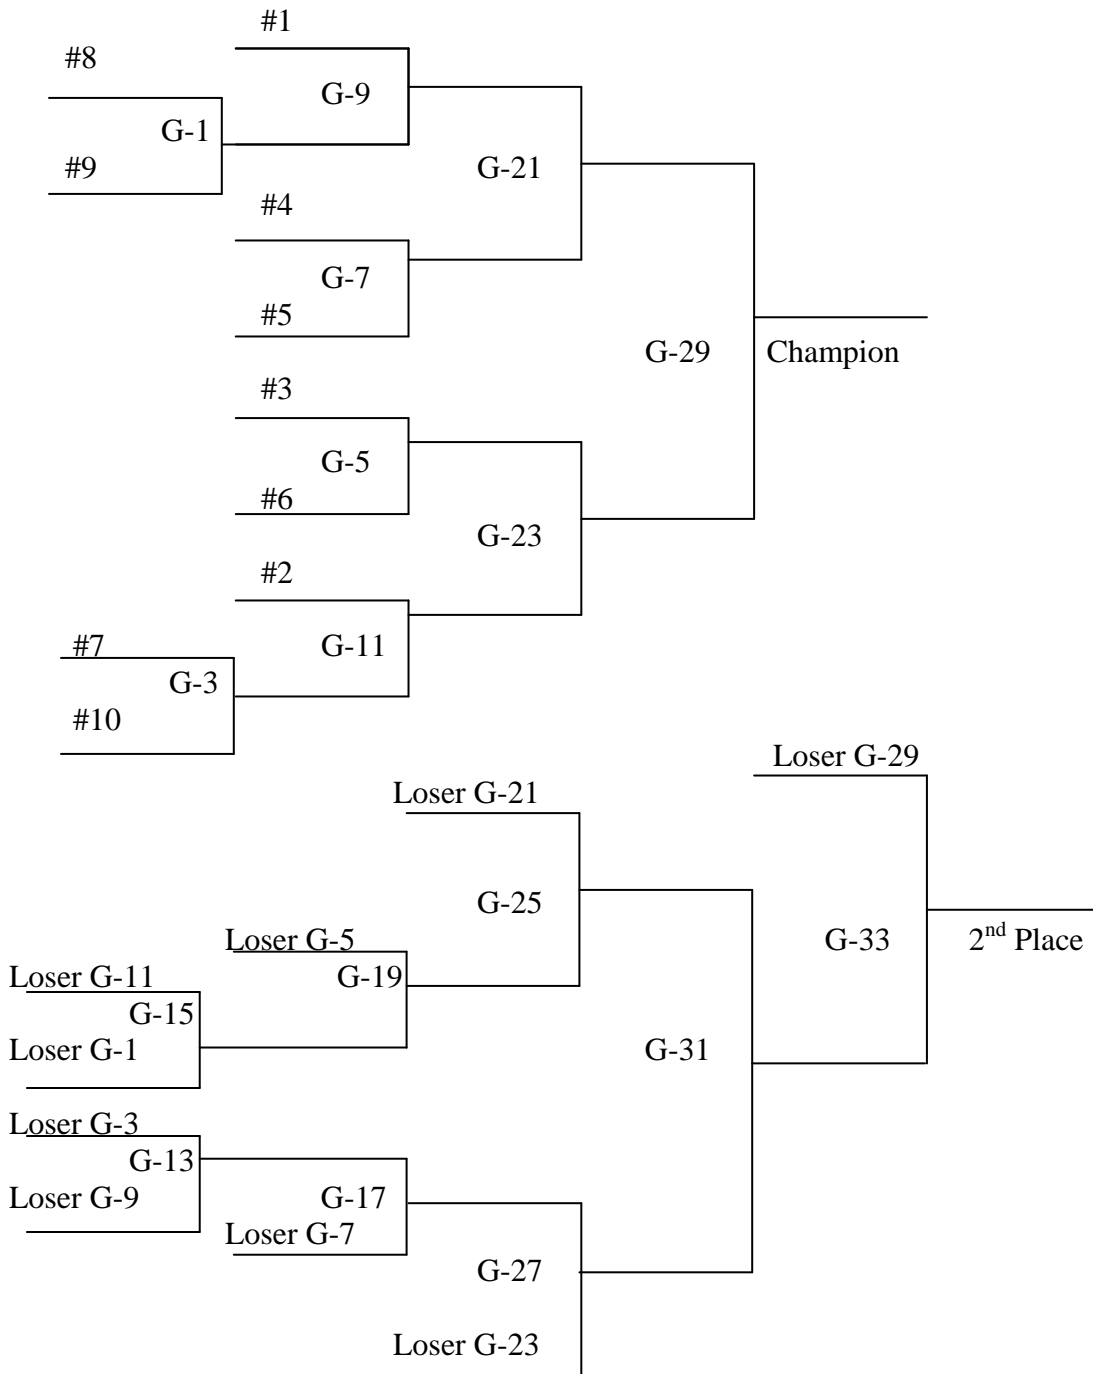 #1
#8
G-9
G-1
#9
G-21
#4
G-7
#5
G-29
Champion
#3
G-5
#6
G-23
#2
#7
G-11
G-3
#10
Loser G-29
Loser G-21
G-25
Loser G-5
G-33
2nd Place
Loser G-11
G-19
G-15
Loser G-1
G-31
Loser G-3
G-13
Loser G-9
G-17
Loser G-7
G-27
Loser G-23